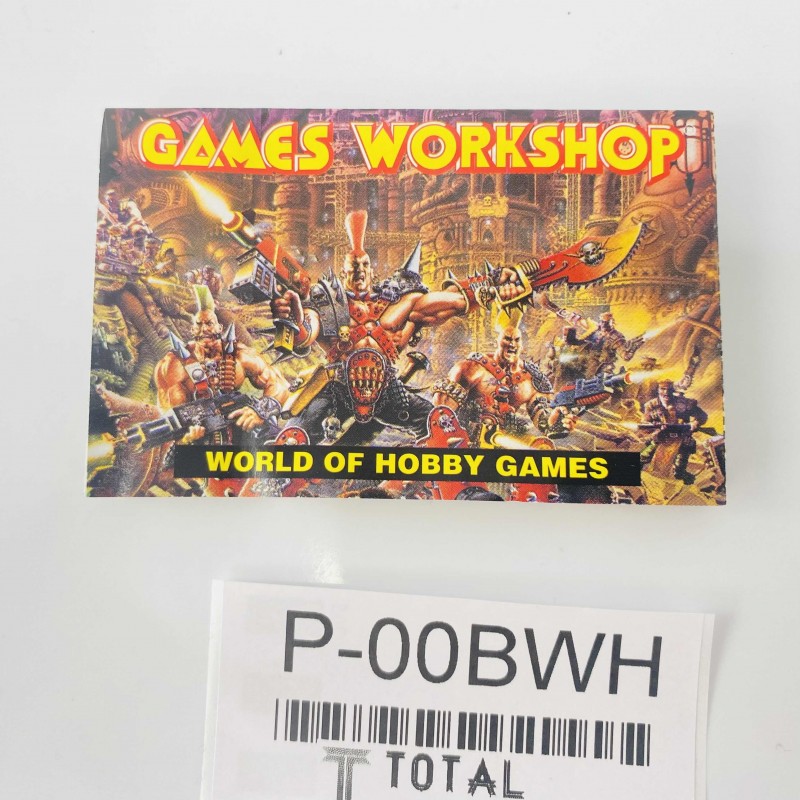 GAMES WORKSHOP
WORLD OF HOBBY GAMES
P-00BWH
T TOTAL